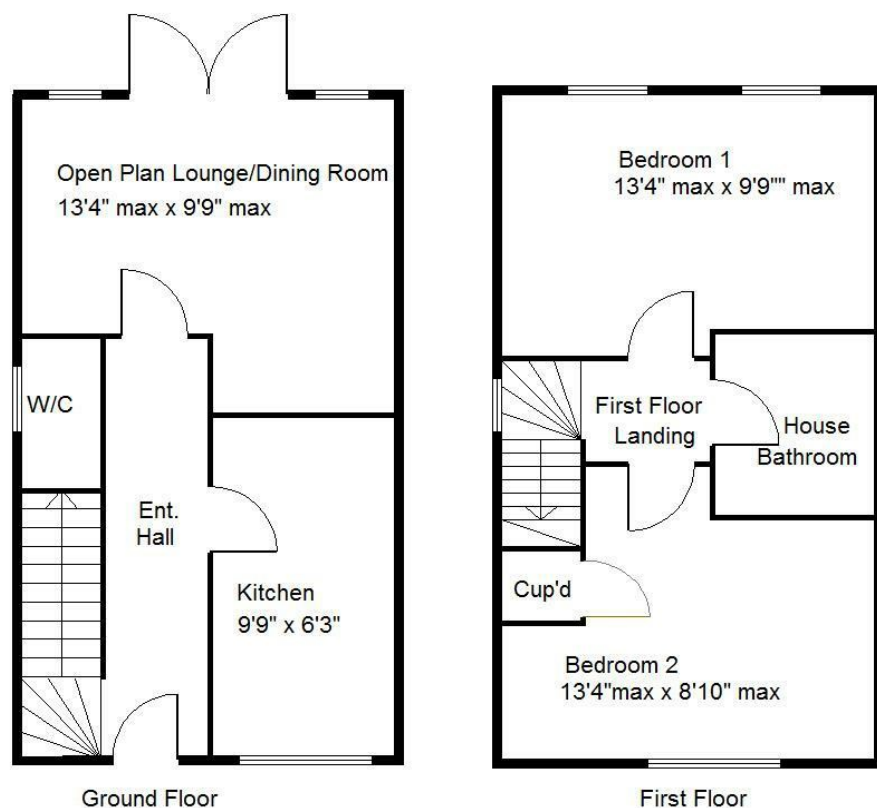 Open Plan Lounge/Dining Room
13'4" max x 9'9" max
W/C
Ent.
Hall
Kitchen
9'9" x 6'3"
Ground Floor
Bedroom 1
13'4" max x 9'9"" max
First Floor
Landing
House
Bathroom
Cup'd
Bedroom 2
13'4"max x 8'10" max
First Floor